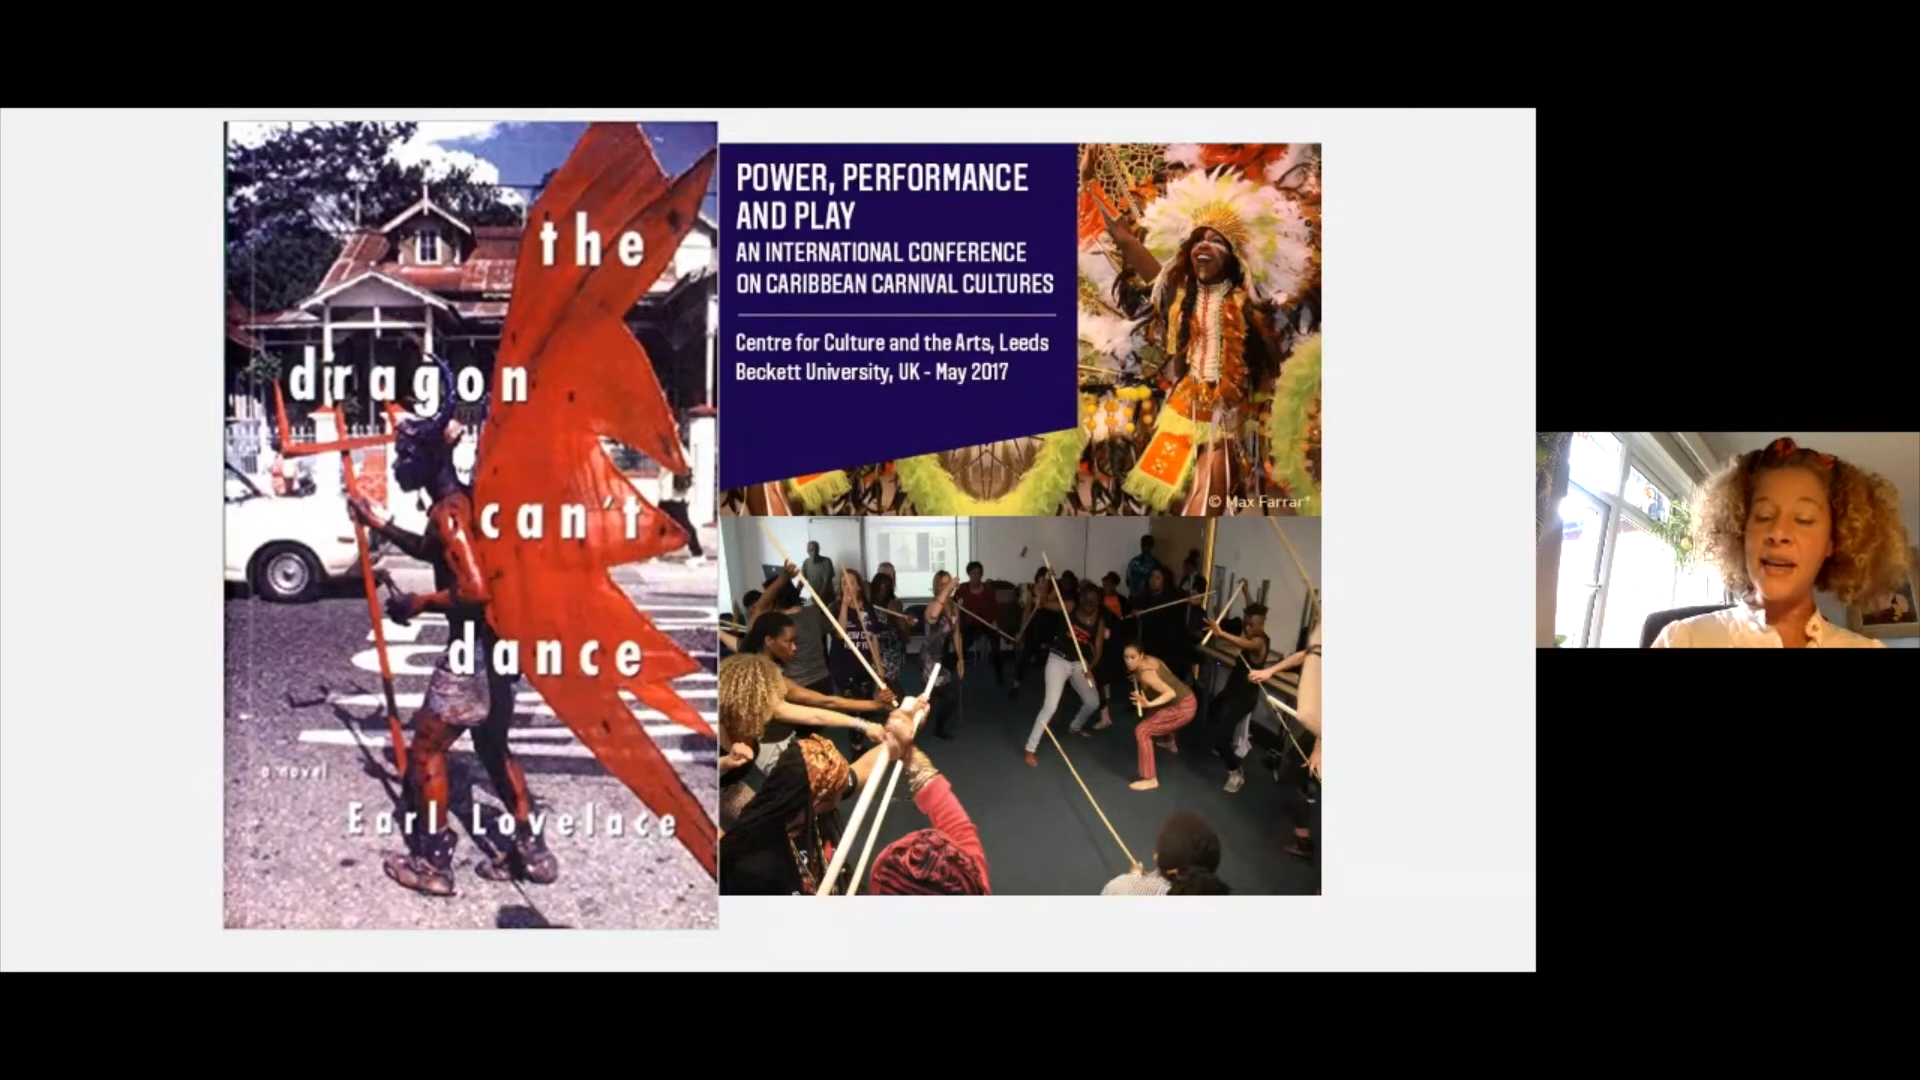 the
dragon
can't
dance
a novel
Earl Lovelace
POWER, PERFORMANCE
AND PLAY
AN INTERNATIONAL CONFERENCE
ON CARIBBEAN CARNIVAL CULTURES
Centre for Culture and the Arts, Leeds
Beckett University, UK - May 2017
© Max Farrar*